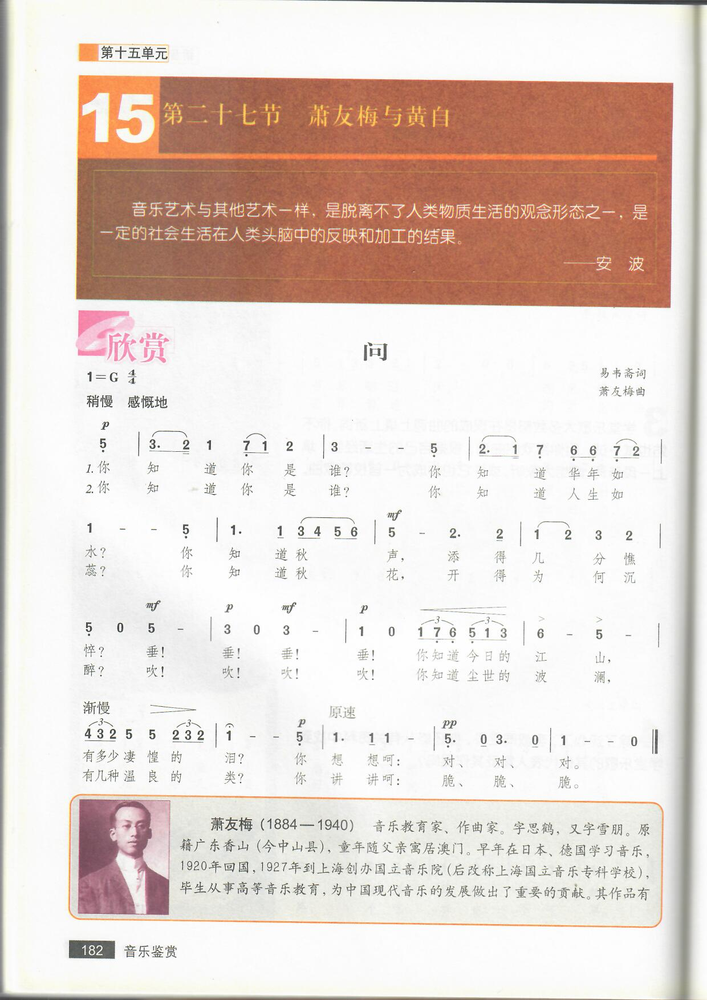 第十五单元
15 第二十七节 萧友梅与黄自
音乐艺术与其他艺术一样，是脱离不了人类物质生活的观念形态之一，是
一定的社会生活在人类头脑中的反映和加工的结果。
——安 波
欣赏
问
1=G 4/4
易韦斋词
稍慢 感慨地
萧友梅曲
p
5 | 3. 2 1 7 1 2 | 3 - - 5 | 2. 1 7 6 6 7 2 |
1.你 知 道 你 是 谁? 你 知 道 华 年 如
2.你 知 道 你 是 谁? 你 知 道 人 生 如
mf
1 - - 5 | 1. 1 3 4 5 6 | 5 - 2. 2 | 1 2 3 2 |
水? 你 知 道 秋 声, 添 得 几 分 憔
蕊? 你 知 道 秋 花, 开 得 为 何 沉
mf p mf p
5 0 5 - | 3 0 3 - | 1 0 1 7 6 5 1 3 | 6 - 5 - |
悴? 垂! 垂! 垂! 垂! 你知道今日的 江 山,
醉? 吹! 吹! 吹! 吹! 你知道尘世的 波 澜,
渐慢 p 原速 pp
4 3 2 5 5 2 3 2 | 1 - - 5 | 1. 1 1 - | 5. 0 3. 0 | 1 - - 0 ‖
有多少凄 惶 的 泪? 你 想 想呵: 对、 对、 对。
有几种温 良 的 类? 你 讲 讲呵: 脆、 脆、 脆。
萧友梅(1884—1940) 音乐教育家、作曲家。字思鹤，又字雪朋。原
籍广东香山(今中山县)，童年随父亲寓居澳门。早年在日本、德国学习音乐，
1920年回国，1927年到上海创办国立音乐院(后改称上海国立音乐专科学校)，
毕生从事高等音乐教育，为中国现代音乐的发展做出了重要的贡献。其作品有
182 音乐鉴赏